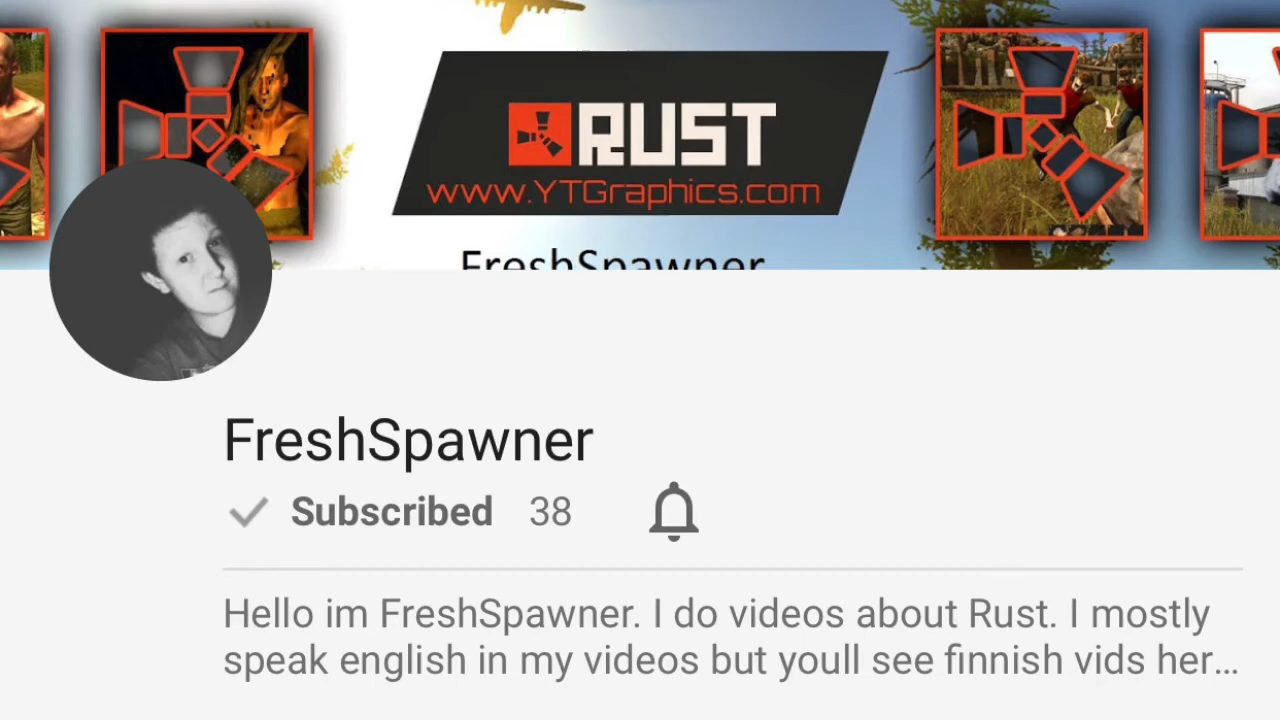 RUST
www.YTGraphics.com
FreshSpawner
FreshSpawner
Subscribed 38
Hello im FreshSpawner. I do videos about Rust. I mostly
speak english in my videos but youll see finnish vids her...